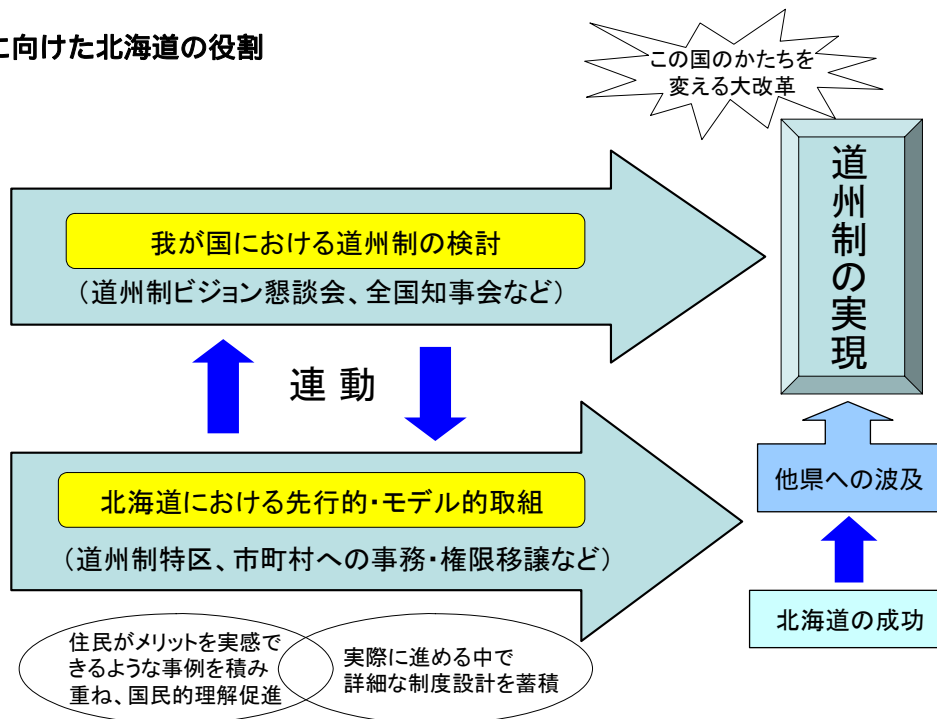 に向けた北海道の役割
この国のかたちを
変える大改革
道州制の実現
我が国における道州制の検討
（道州制ビジョン懇談会、全国知事会など）
連 動
北海道における先行的・モデル的取組
（道州制特区、市町村への事務・権限移譲など）
他県への波及
北海道の成功
住民がメリットを実感で
きるような事例を積み
重ね、国民的理解促進
実際に進める中で
詳細な制度設計を蓄積